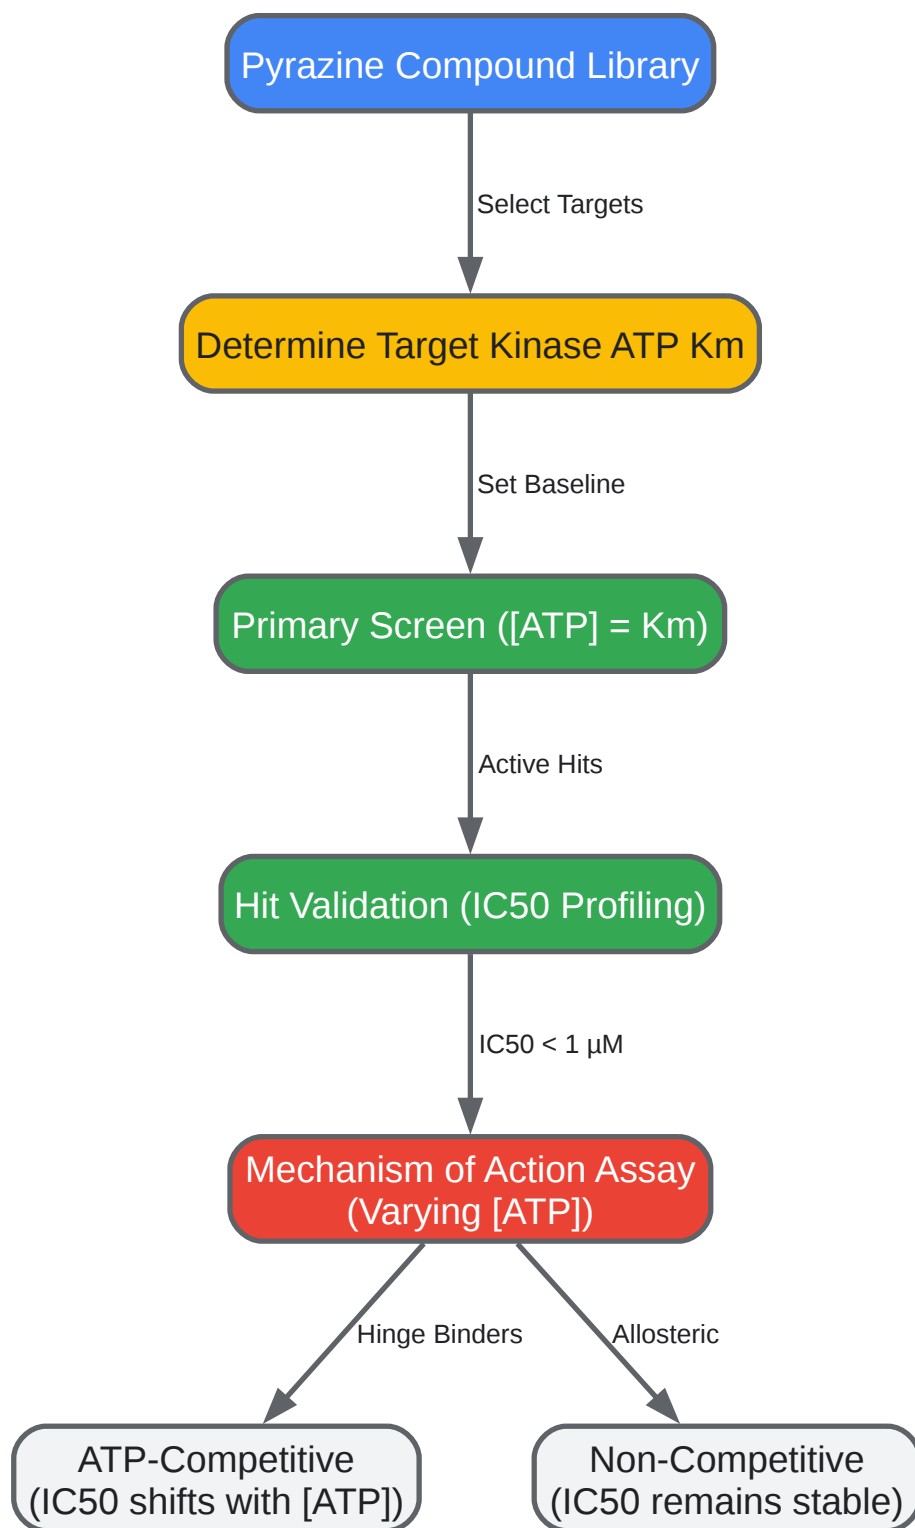 Pyrazine Compound Library
Select Targets
Determine Target Kinase ATP Km
Set Baseline
Primary Screen ([ATP] = Km)
Active Hits
Hit Validation (IC50 Profiling)
IC50 < 1 µM
Mechanism of Action Assay
(Varying [ATP])
Hinge Binders
Allosteric
ATP-Competitive
(IC50 shifts with [ATP])
Non-Competitive
(IC50 remains stable)